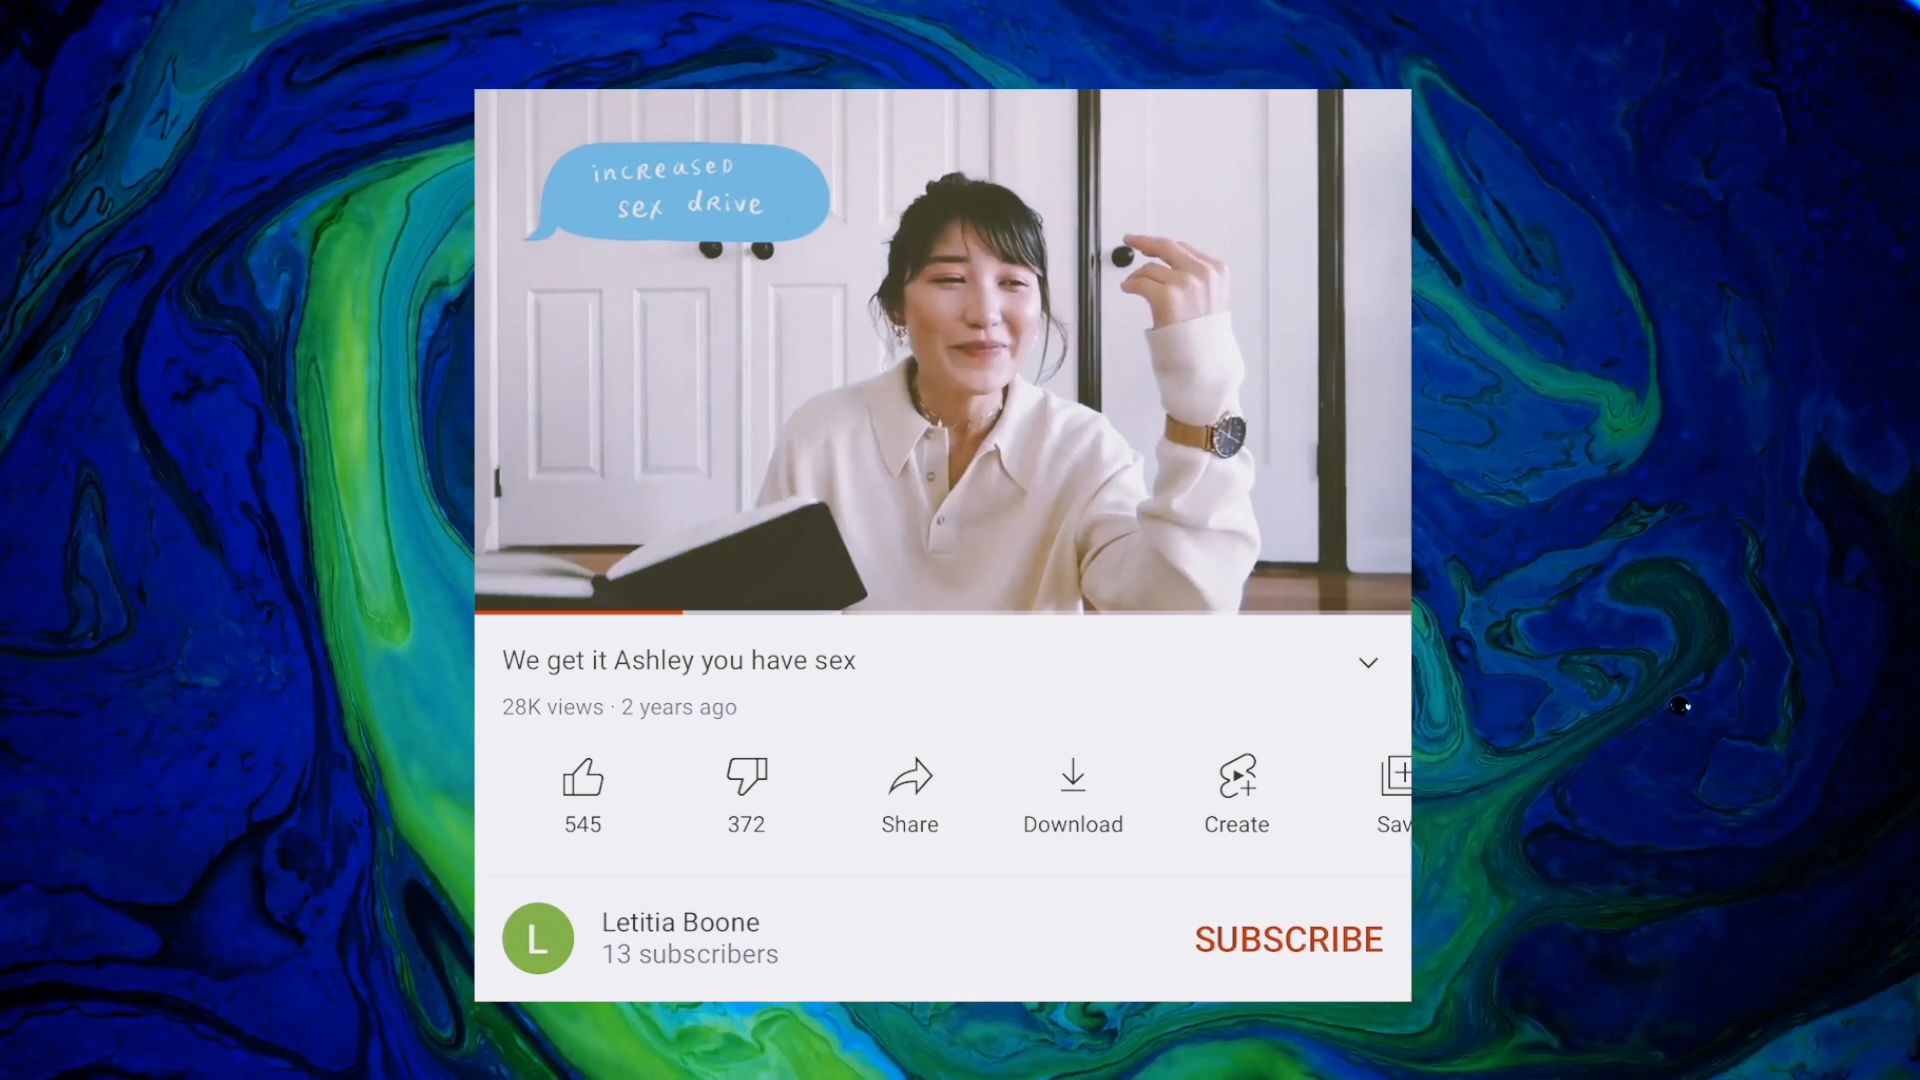 increased
sex drive
We get it Ashley you have sex
28K views · 2 years ago
545
372
Share
Download
Create
Sav
L
Letitia Boone
13 subscribers
SUBSCRIBE